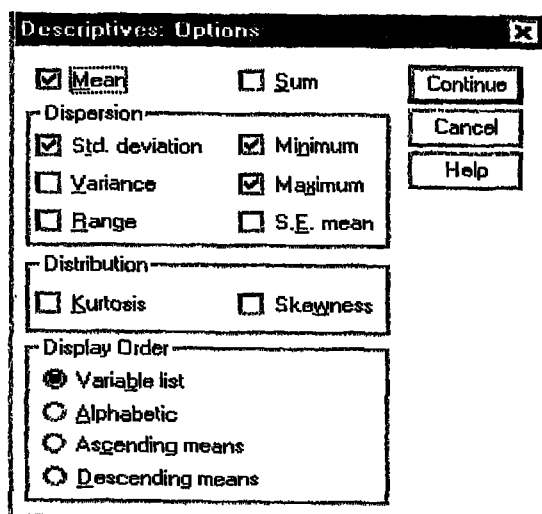 Descriptives: Options
Mean Sum Continue
Dispersion Cancel
Std. deviation Minimum Help
Variance Maximum
Range S.E. mean
Distribution
Kurtosis Skewness
Display Order
Variable list
Alphabetic
Ascending means
Descending means